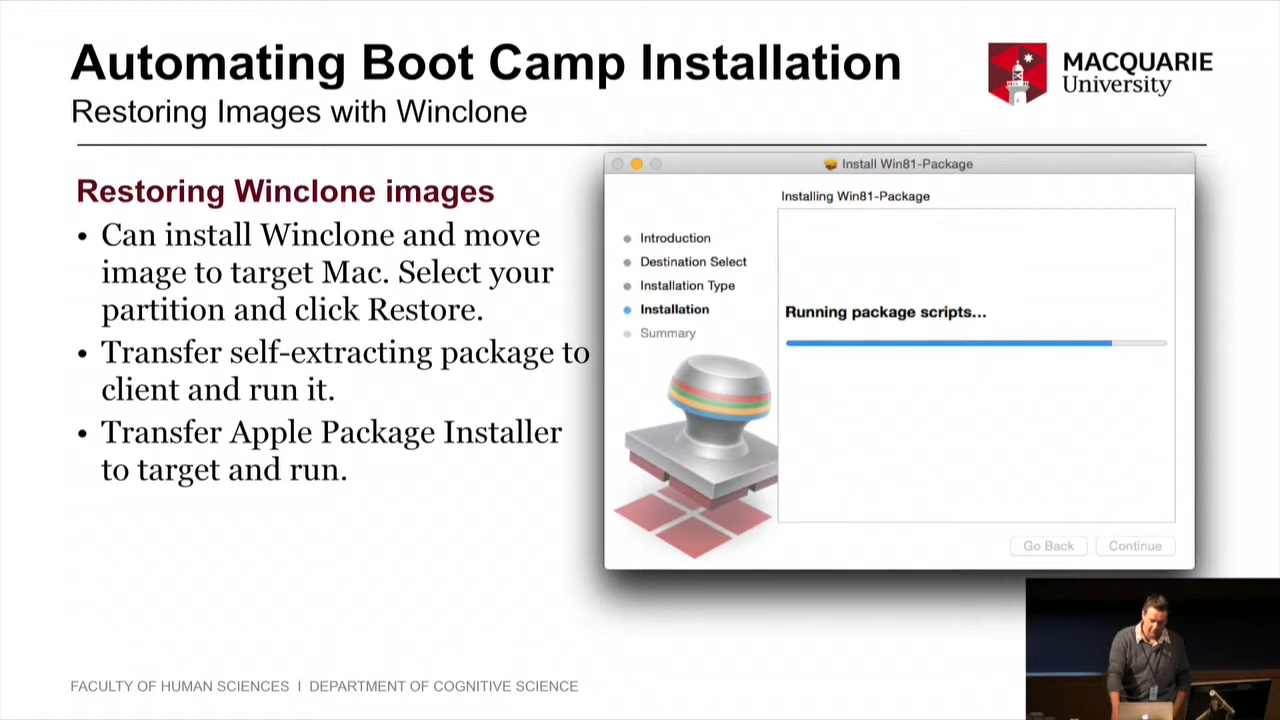 Automating Boot Camp Installation
Restoring Images with Winclone
MACQUARIE
University
Restoring Winclone images
• Can install Winclone and move
image to target Mac. Select your
partition and click Restore.
• Transfer self-extracting package to
client and run it.
• Transfer Apple Package Installer
to target and run.
Install Win81-Package
Installing Win81-Package
Introduction
Destination Select
Installation Type
Installation
Summary
Running package scripts...
Go Back
Continue
FACULTY OF HUMAN SCIENCES I DEPARTMENT OF COGNITIVE SCIENCE